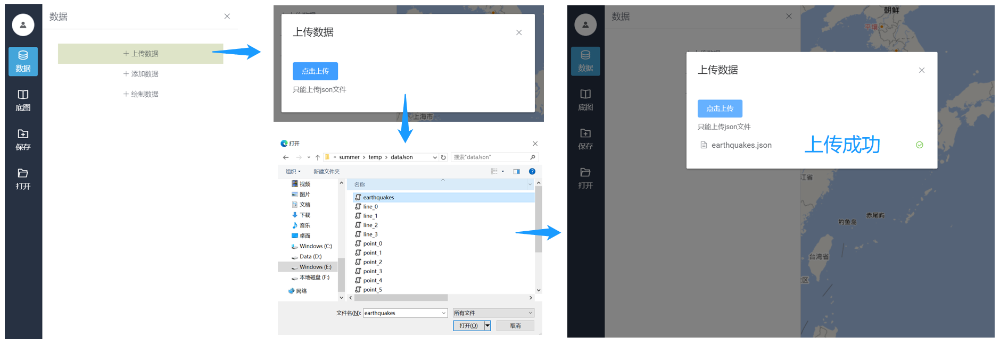 数据
数据
底图
保存
打开
+ 上传数据
+ 添加数据
+ 绘制数据
上传数据
点击上传
只能上传json文件
上海市
打开
« summer › temp › dataJson
搜索"dataJson"
组织
新建文件夹
视频
图片
文档
下载
音乐
桌面
Windows (C:)
Data (D:)
Windows (E:)
本地磁盘 (F:)
网络
名称
earthquakes
line_0
line_1
line_2
line_3
point_0
point_1
point_2
point_3
point_4
point_5
文件名(N):
earthquakes
所有文件
打开(O)
取消
数据
数据
底图
保存
打开
朝鲜
平壤
上传数据
点击上传
只能上传json文件
earthquakes.json
上传成功
江省
钓鱼岛
赤尾屿
台湾省
区